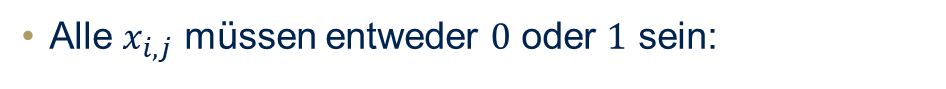 • Alle $x_{i,j}$ müssen entweder 0 oder 1 sein: